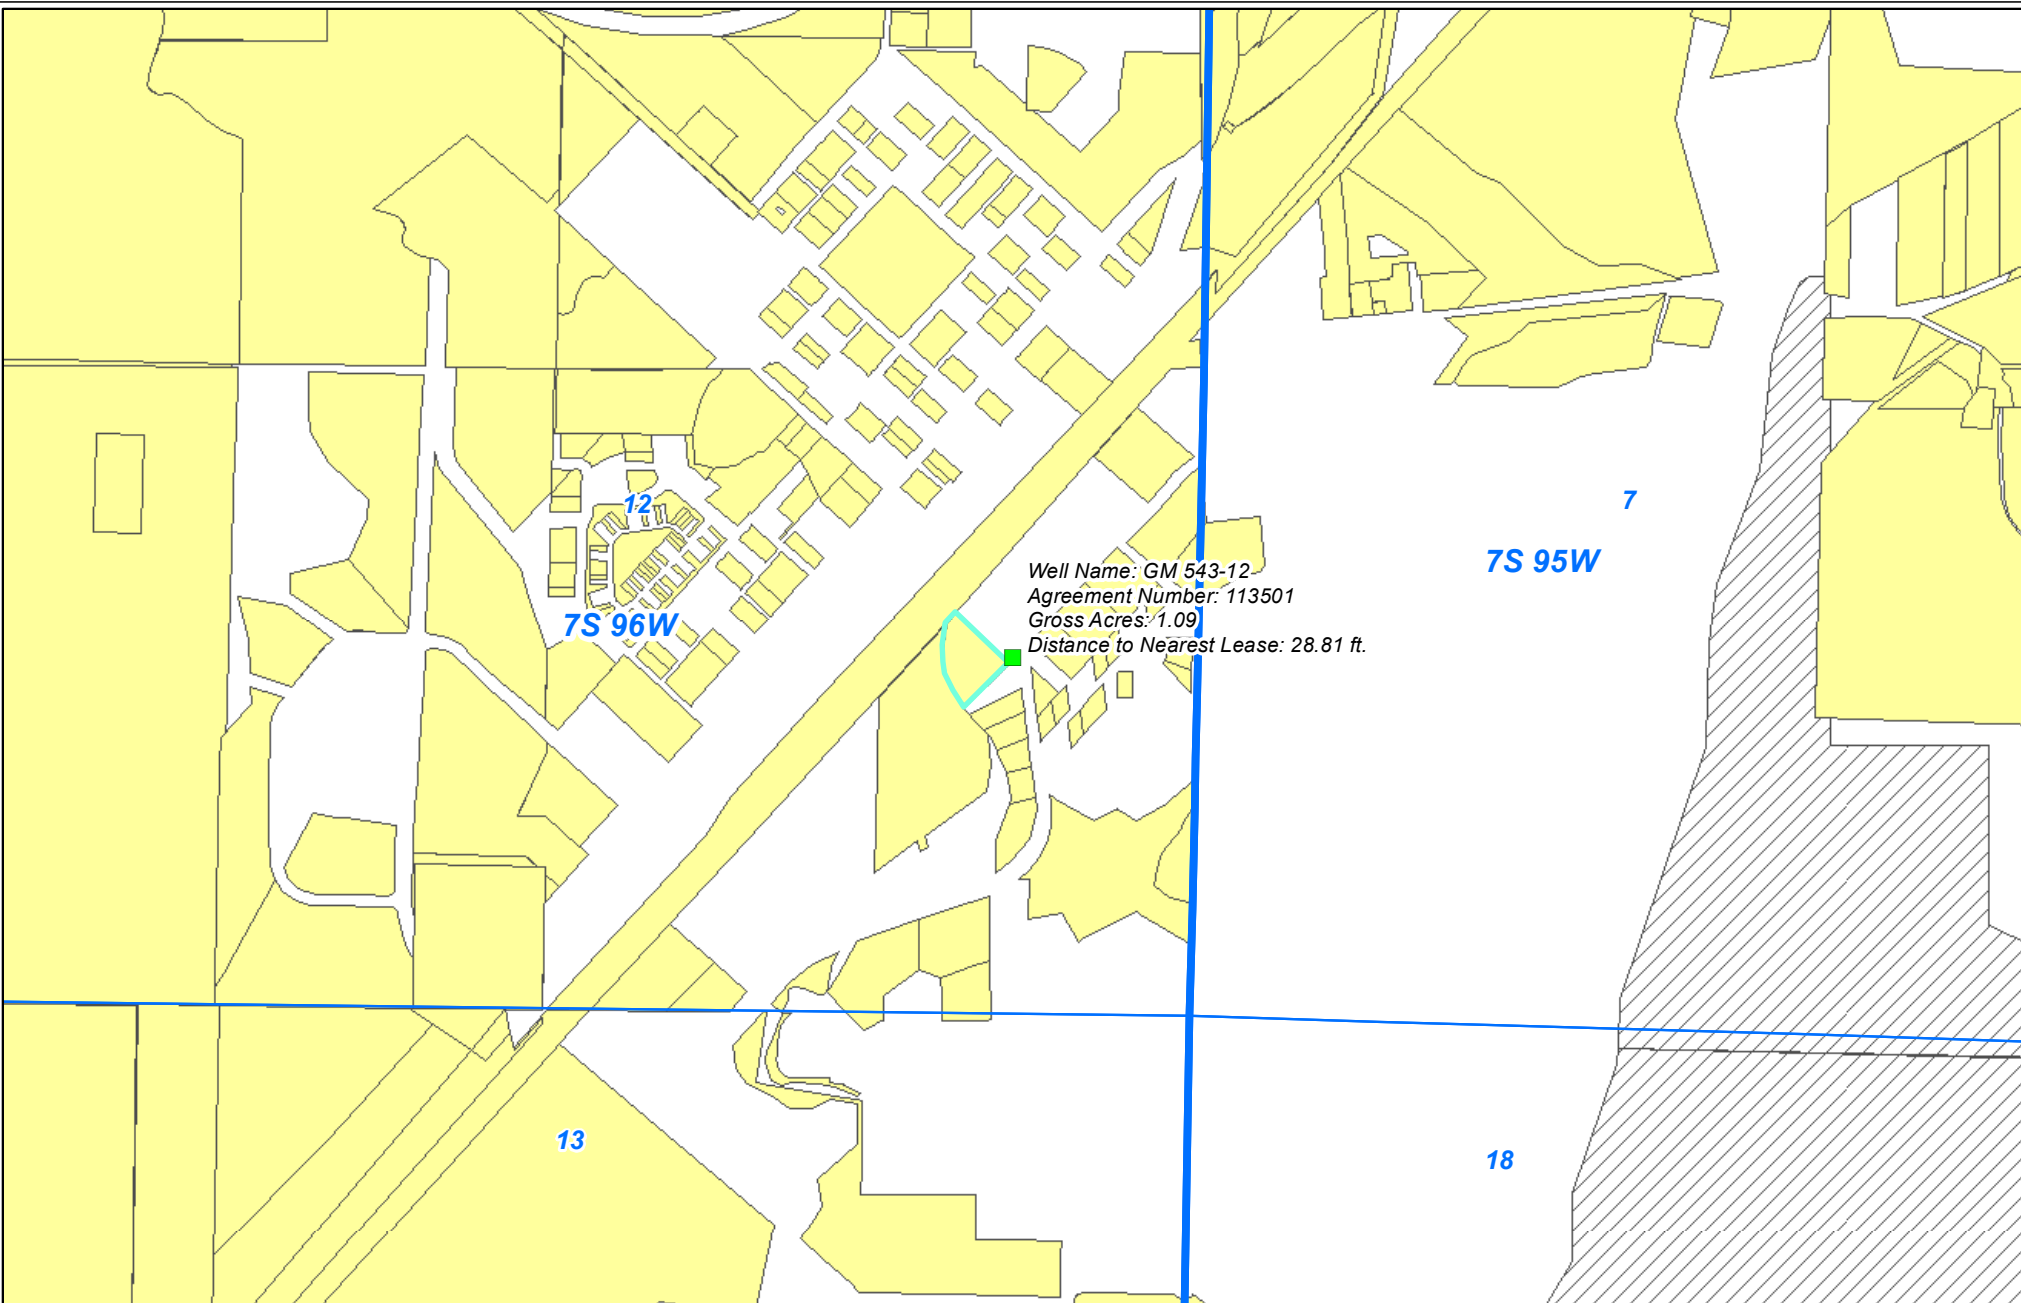 12
7
7S 95W
Well Name: GM 543-12
Agreement Number: 113501
Gross Acres: 1.09
Distance to Nearest Lease: 28.81 ft.
7S 96W
13
18